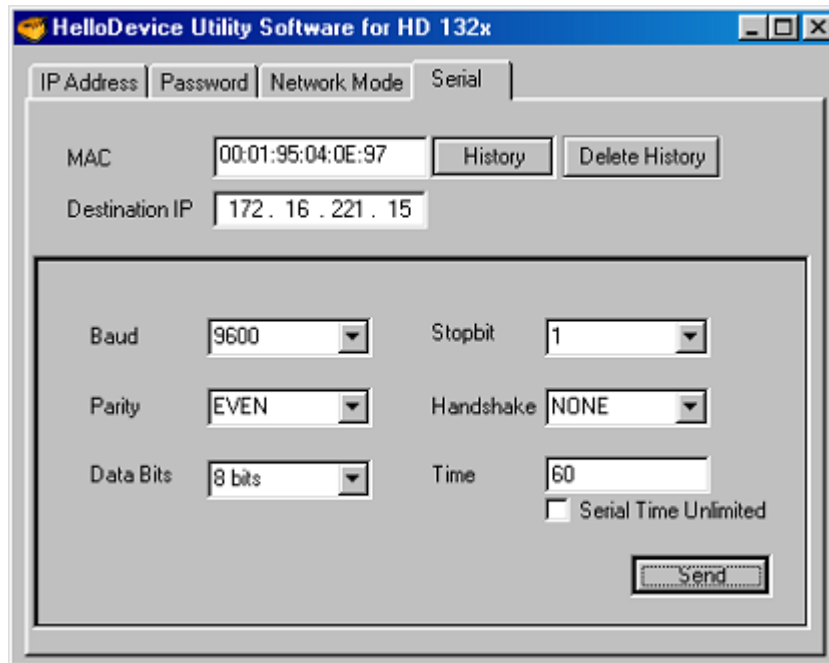 HelloDevice Utility Software for HD 132x
IP Address Password Network Mode Serial
MAC 00:01:95:04:0E:97 History Delete History
Destination IP 172 . 16 . 221 . 15
Baud 9600 Stopbit 1
Parity EVEN Handshake NONE
Data Bits 8 bits Time 60
Serial Time Unlimited
Send